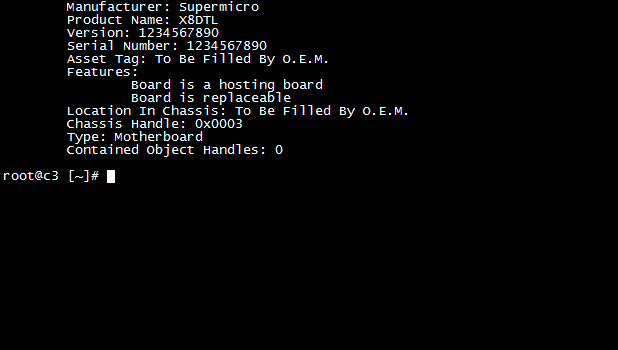 Manufacturer: Supermicro
Product Name: X8DTL
Version: 1234567890
Serial Number: 1234567890
Asset Tag: To Be Filled By O.E.M.
Features:
Board is a hosting board
Board is replaceable
Location In Chassis: To Be Filled By O.E.M.
Chassis Handle: 0x0003
Type: Motherboard
Contained Object Handles: 0
root@c3 [~]#